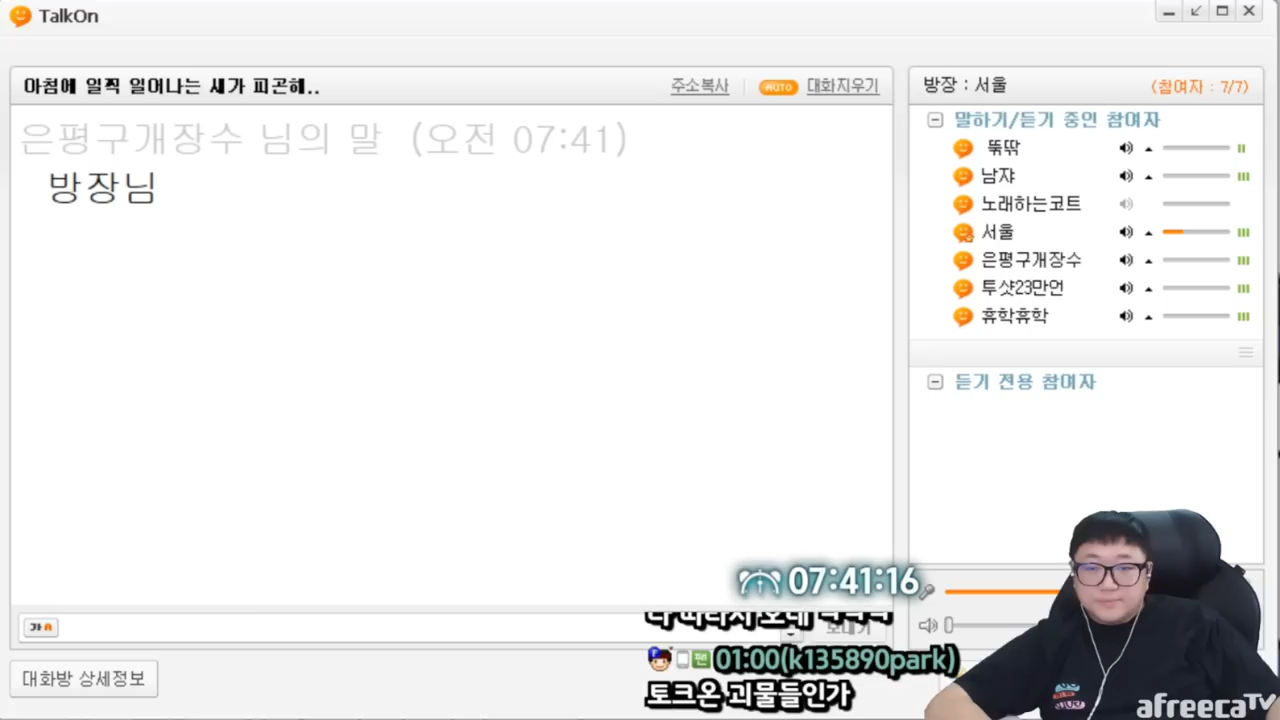 TalkOn
아침에 일찍 일어나는 새가 피곤해..
주소복사
AUTO
대화지우기
은평구개장수 님의 말 (오전 07:41)
방장님
방장 : 서울
(참여자 : 7/7)
말하기/듣기 중인 참여자
뚞딲
남쟈
노래하는코트
서울
은평구개장수
투샷23만언
휴학휴학
듣기 전용 참여자
07:41:16
보내기
가
대화방 상세정보
팬 01:00(k135890park)
토크온 괴물들인가
afreecaTV